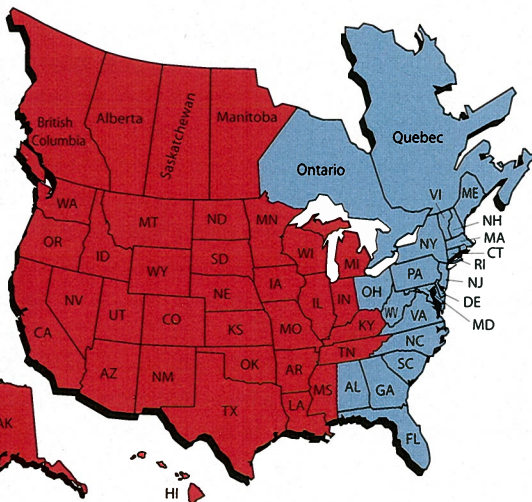 British
Columbia
Alberta
Saskatchewan
Manitoba
Ontario
Quebec
WA
OR
CA
NV
ID
MT
WY
UT
AZ
CO
NM
ND
SD
NE
KS
OK
TX
MN
IA
MO
AR
LA
WI
IL
MI
IN
KY
TN
MS
OH
WV
VA
NC
SC
AL
GA
FL
PA
NY
VI
ME
NH
MA
CT
RI
NJ
DE
MD
AK
HI